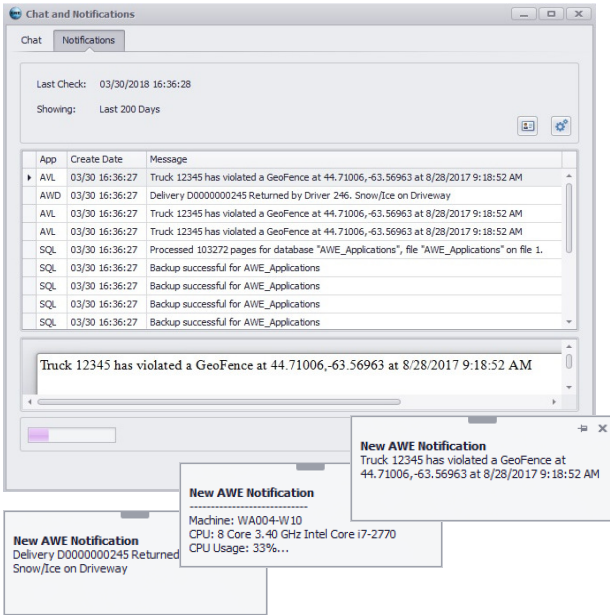 Chat and Notifications
Chat Notifications
Last Check: 03/30/2018 16:36:28
Showing: Last 200 Days
App Create Date Message
AVL 03/30 16:36:27 Truck 12345 has violated a GeoFence at 44.71006,-63.56963 at 8/28/2017 9:18:52 AM
AWD 03/30 16:36:27 Delivery D0000000245 Returned by Driver 246. Snow/Ice on Driveway
AVL 03/30 16:36:27 Truck 12345 has violated a GeoFence at 44.71006,-63.56963 at 8/28/2017 9:18:52 AM
AVL 03/30 16:36:27 Truck 12345 has violated a GeoFence at 44.71006,-63.56963 at 8/28/2017 9:18:52 AM
SQL 03/30 16:36:27 Processed 103272 pages for database "AWE_Applications", file "AWE_Applications" on file 1.
SQL 03/30 16:36:27 Backup successful for AWE_Applications
SQL 03/30 16:36:27 Backup successful for AWE_Applications
SQL 03/30 16:36:27 Backup successful for AWE_Applications
SQL 03/30 16:36:27 Backup successful for AWE_Applications
Truck 12345 has violated a GeoFence at 44.71006,-63.56963 at 8/28/2017 9:18:52 AM
New AWE Notification
Truck 12345 has violated a GeoFence at
44.71006,-63.56963 at 8/28/2017 9:18:52 AM
New AWE Notification
----------------------------
Machine: WA004-W10
CPU: 8 Core 3.40 GHz Intel Core i7-2770
CPU Usage: 33%...
New AWE Notification
Delivery D0000000245 Returned
Snow/Ice on Driveway